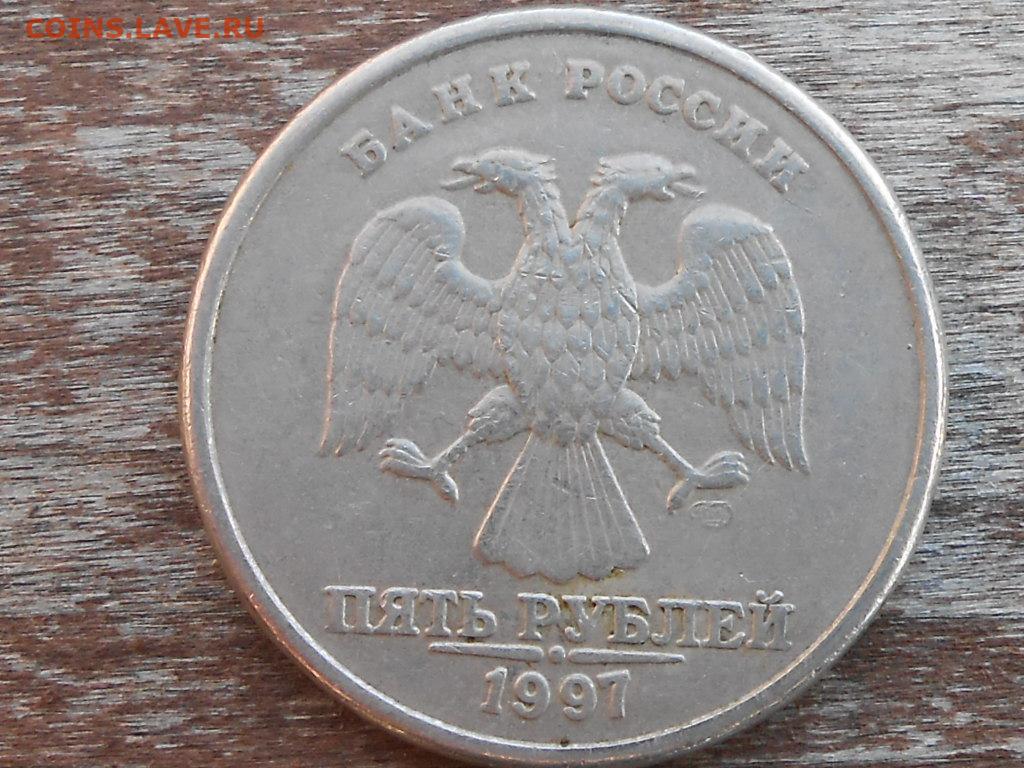 COINS.LAVE.RU
БАНК РОССИИ
ПЯТЬ РУБЛЕЙ
1997